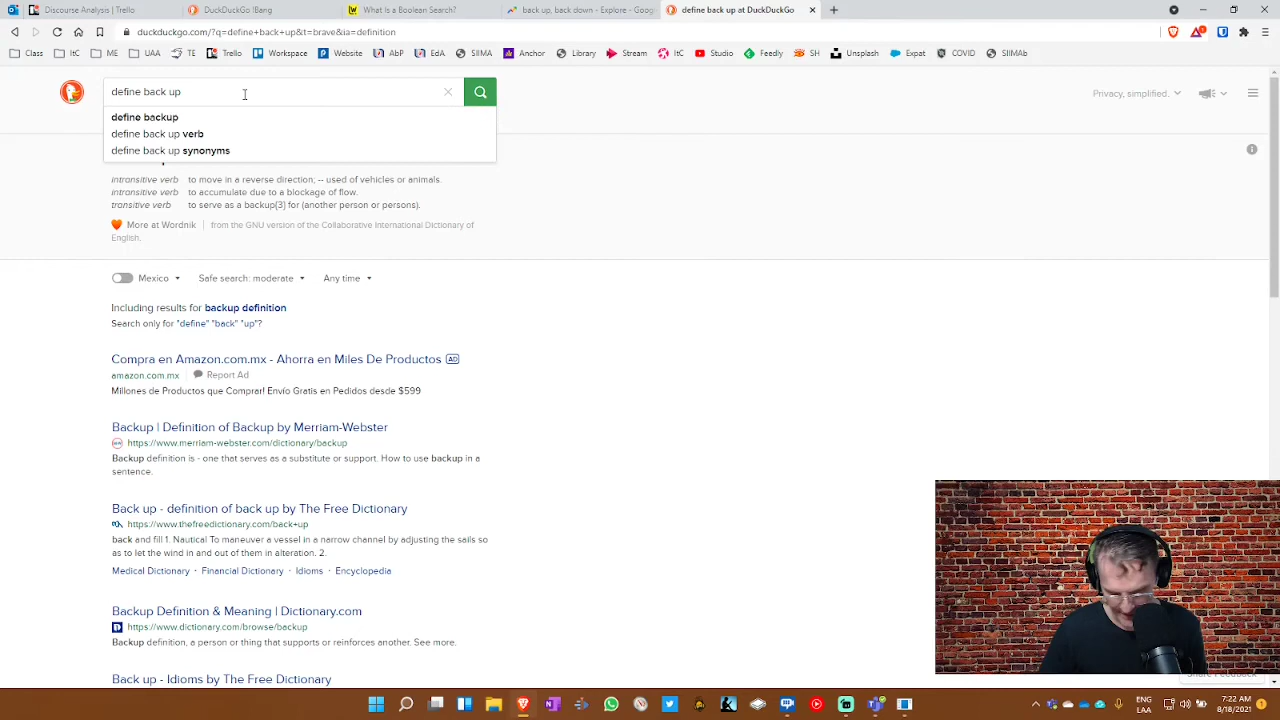 Discourse Analysis | Trello
DuckDuckGo !Bang
What Is a Boolean Search?
back up, back down - Explore - Goog
define back up at DuckDuckGo
duckduckgo.com/?q=define+back+up&t=brave&ia=definition
Class
ItC
ME
UAA
TE
Trello
Workspace
Website
AbP
EdA.
SIIMA
Anchor
Library
Stream
ItC
Studio
Feedly
SH
Unsplash
Expat
COVID
SIIMAb
define back up
Privacy, simplified.
define backup
define back up verb
define back up synonyms
intransitive verb to move in a reverse direction; -- used of vehicles or animals.
intransitive verb to accumulate due to a blockage of flow.
transitive verb to serve as a backup[3] for (another person or persons).
More at Wordnik
from the GNU version of the Collaborative International Dictionary of
English.
Mexico
Safe search: moderate
Any time
Including results for backup definition
Search only for "define" "back" "up"?
Compra en Amazon.com.mx - Ahorra en Miles De Productos AD
amazon.com.mx Report Ad
Millones de Productos que Comprar! Envío Gratis en Pedidos desde $599
Backup | Definition of Backup by Merriam-Webster
https://www.merriam-webster.com/dictionary/backup
Backup definition is - one that serves as a substitute or support. How to use backup in a
sentence.
Back up - definition of back up by The Free Dictionary
https://www.thefreedictionary.com/back+up
back and fill 1. Nautical To maneuver a vessel in a narrow channel by adjusting the sails so
as to let the wind in and out of them in alteration. 2.
Medical Dictionary · Financial Dictionary · Idioms · Encyclopedia
Backup Definition & Meaning | Dictionary.com
https://www.dictionary.com/browse/backup
Backup definition, a person or thing that supports or reinforces another. See more.
Back up - Idioms by The Free Dictionary
Share Feedback
ENG
LAA
7:22 AM
8/18/2021